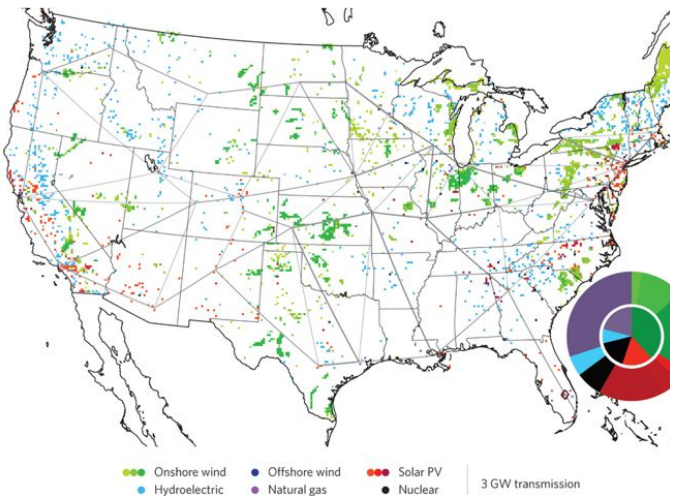 Onshore wind Offshore wind Solar PV
Hydroelectric Natural gas Nuclear
3 GW transmission